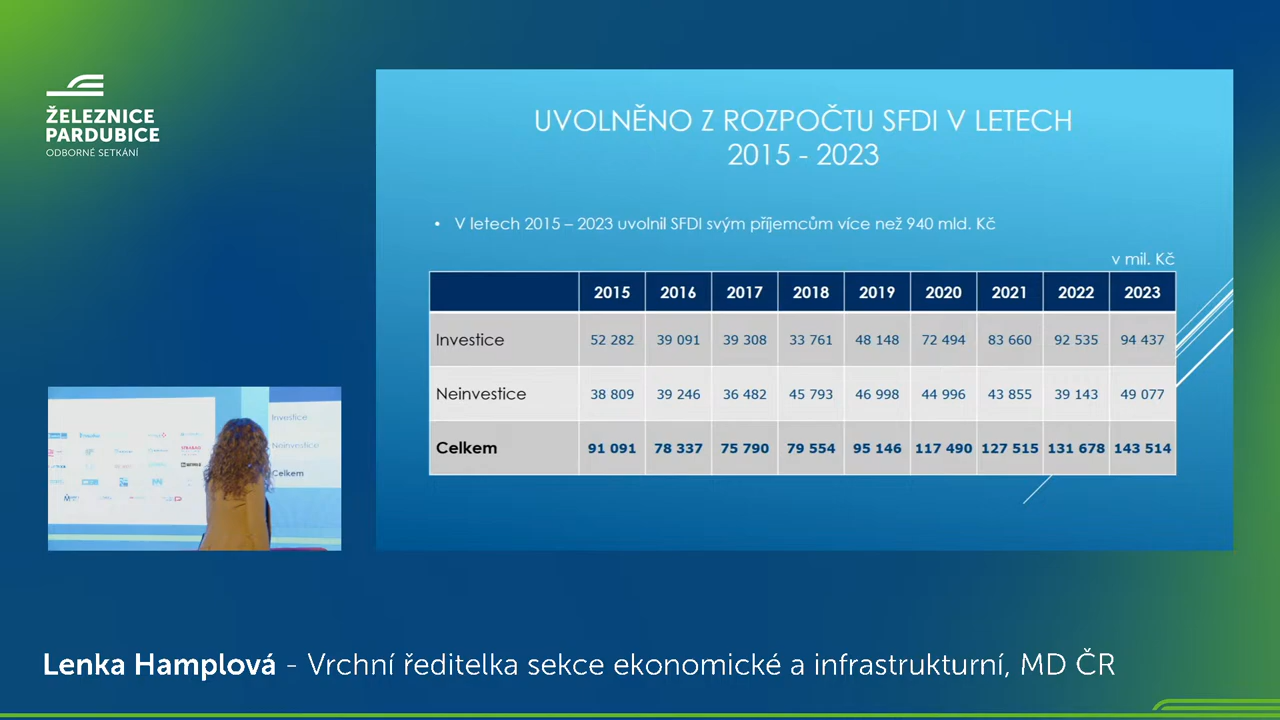 ŽELEZNICE
PARDUBICE
ODBORNÉ SETKÁNÍ
UVOLNĚNO Z ROZPOČTU SFDI V LETECH
2015 - 2023
• V letech 2015 – 2023 uvolnil SFDI svým příjemcům více než 940 mld. Kč
v mil. Kč
2015 2016 2017 2018 2019 2020 2021 2022 2023
Investice 52 282 39 091 39 308 33 761 48 148 72 494 83 660 92 535 94 437
Neinvestice 38 809 39 246 36 482 45 793 46 998 44 996 43 855 39 143 49 077
Celkem 91 091 78 337 75 790 79 554 95 146 117 490 127 515 131 678 143 514
Investice
Neinvestice
Celkem
Lenka Hamplová - Vrchní ředitelka sekce ekonomické a infrastrukturní, MD ČR